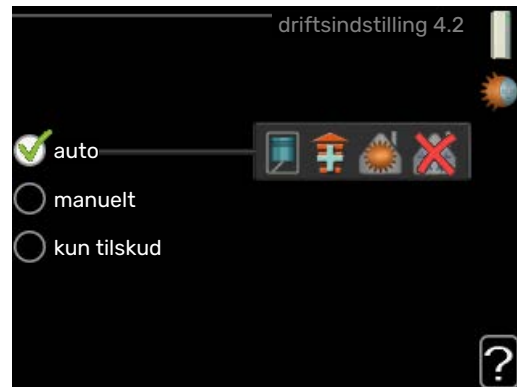 driftsindstilling 4.2
auto
manuelt
kun tilskud
?